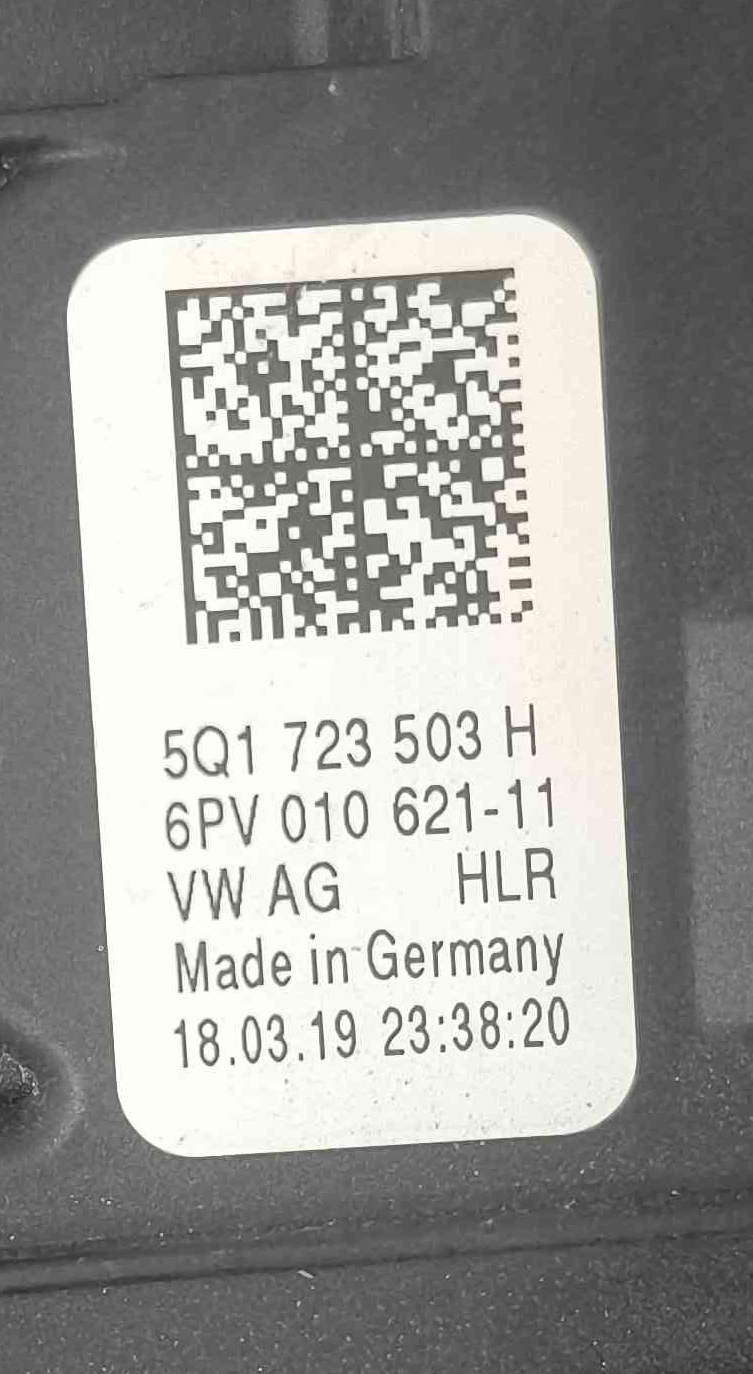 5Q1 723 503 H
6PV 010 621-11
VW AG HLR
Made in Germany
18.03.19 23:38:20